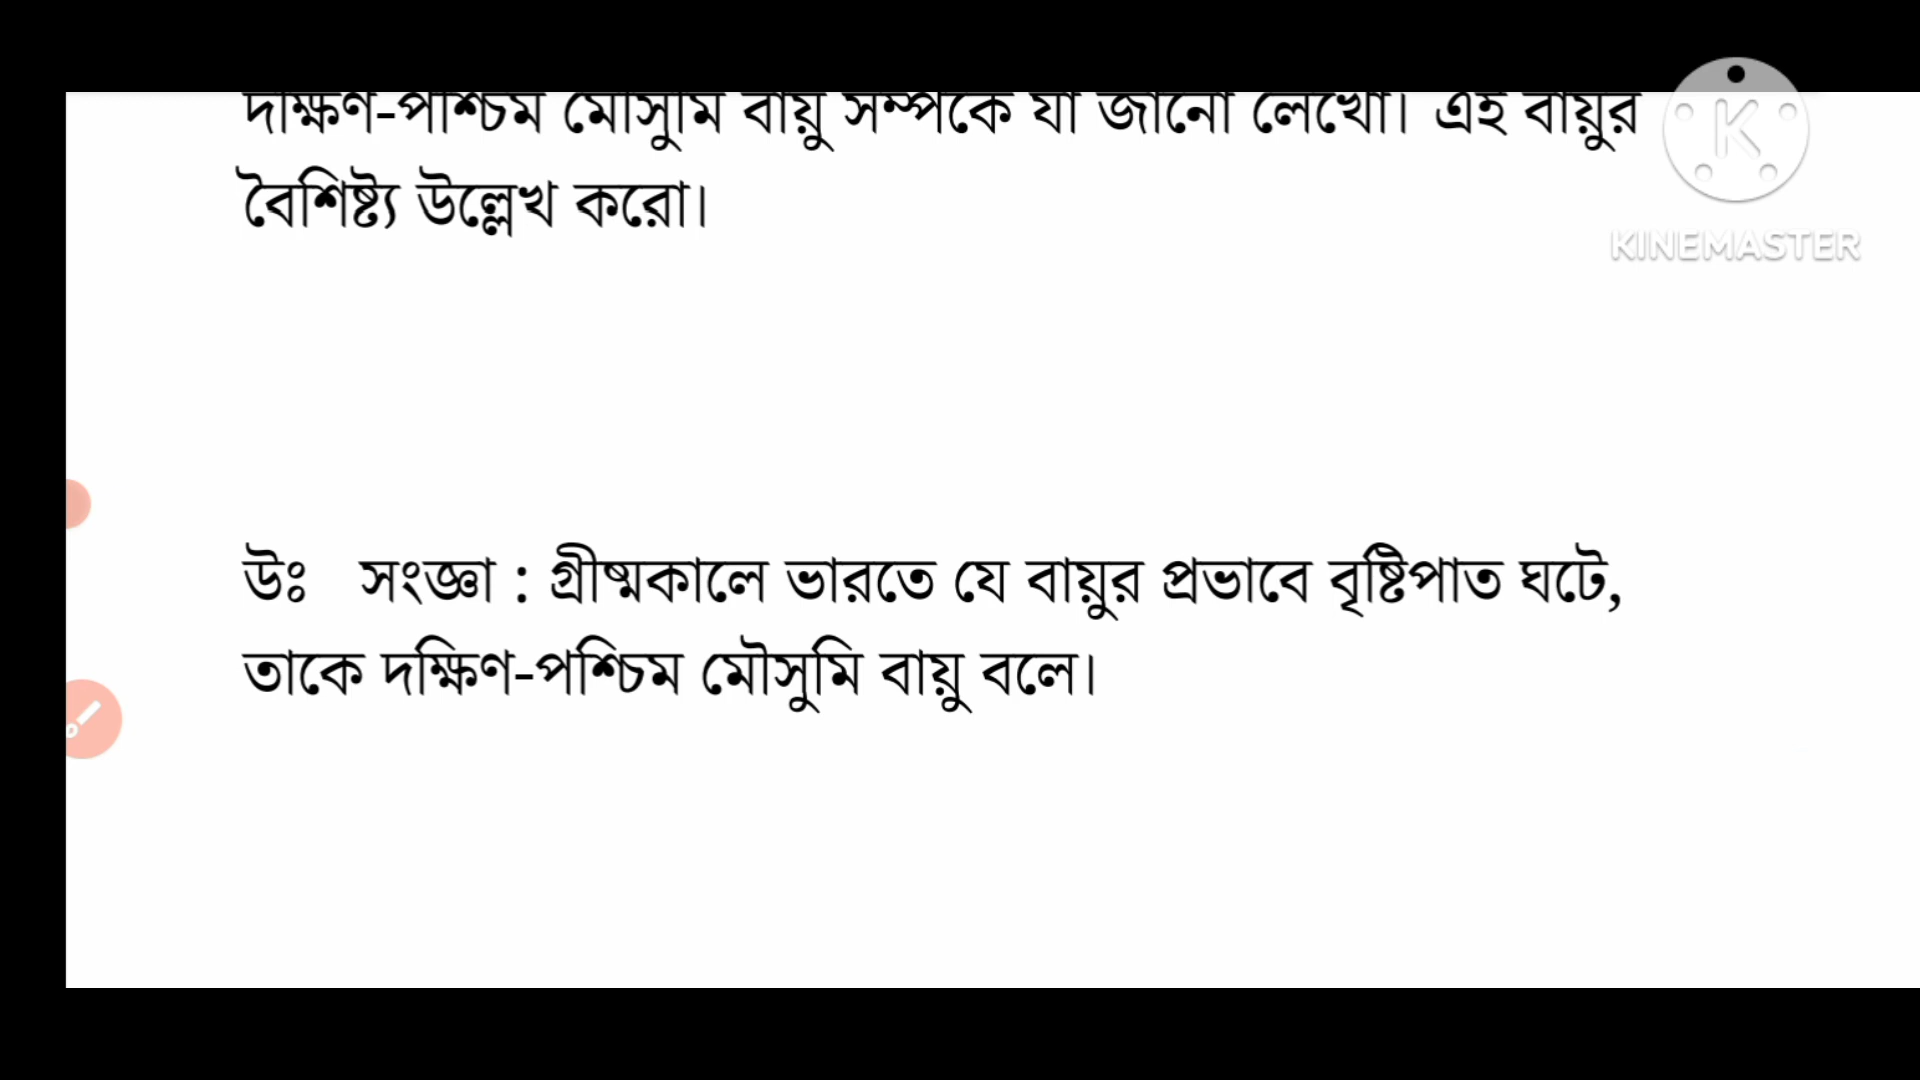 দক্ষিণ-পশ্চিম মৌসুমি বায়ু সম্পর্কে যা জানো লেখো। এই বায়ুর
বৈশিষ্ট্য উল্লেখ করো।
K
KINEMASTER
উঃ সংজ্ঞা : গ্রীষ্মকালে ভারতে যে বায়ুর প্রভাবে বৃষ্টিপাত ঘটে,
তাকে দক্ষিণ-পশ্চিম মৌসুমি বায়ু বলে।